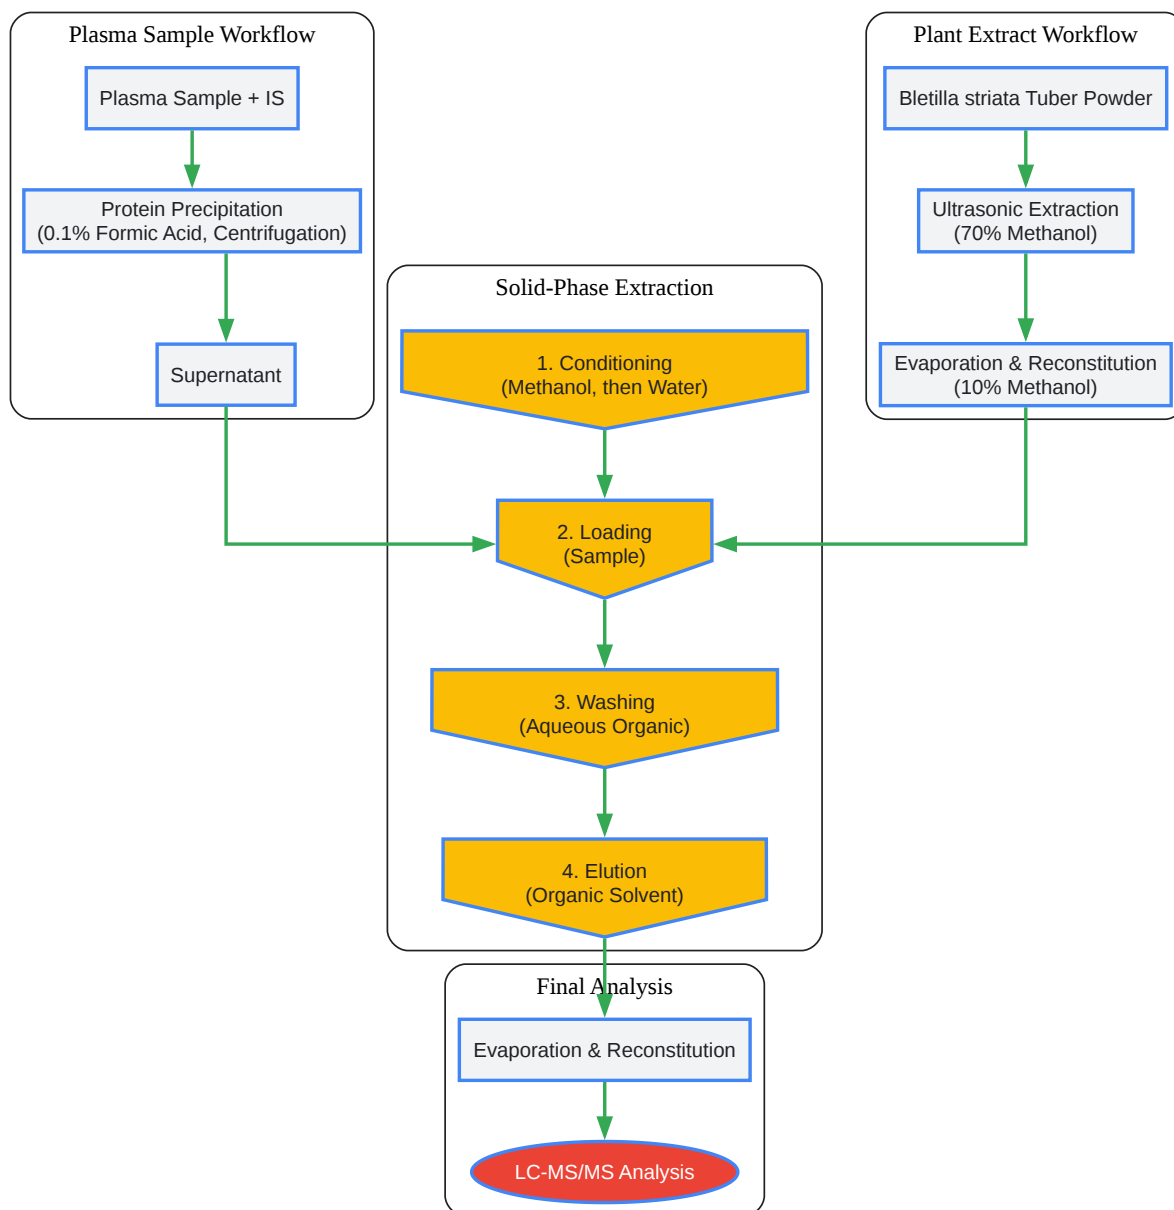 Plasma Sample Workflow
Plasma Sample + IS
Protein Precipitation
(0.1% Formic Acid, Centrifugation)
Supernatant
Plant Extract Workflow
Bletilla striata Tuber Powder
Ultrasonic Extraction
(70% Methanol)
Evaporation & Reconstitution
(10% Methanol)
Solid-Phase Extraction
1. Conditioning
(Methanol, then Water)
2. Loading
(Sample)
3. Washing
(Aqueous Organic)
4. Elution
(Organic Solvent)
Final Analysis
Evaporation & Reconstitution
LC-MS/MS Analysis